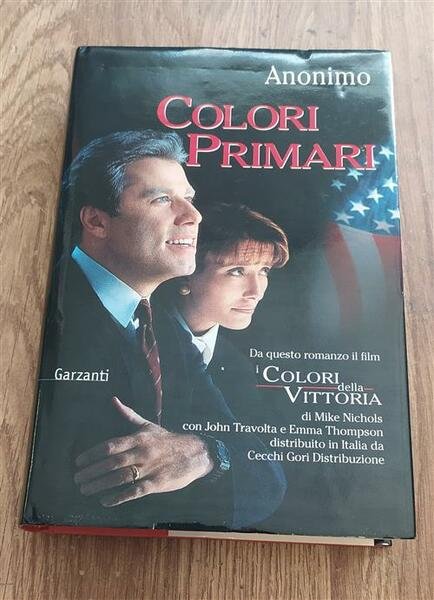 Anonimo
COLORI
PRIMARI
Da questo romanzo il film
i COLORI
della
VITTORIA
di Mike Nichols
con John Travolta e Emma Thompson
distribuito in Italia da
Cecchi Gori Distribuzione
Garzanti